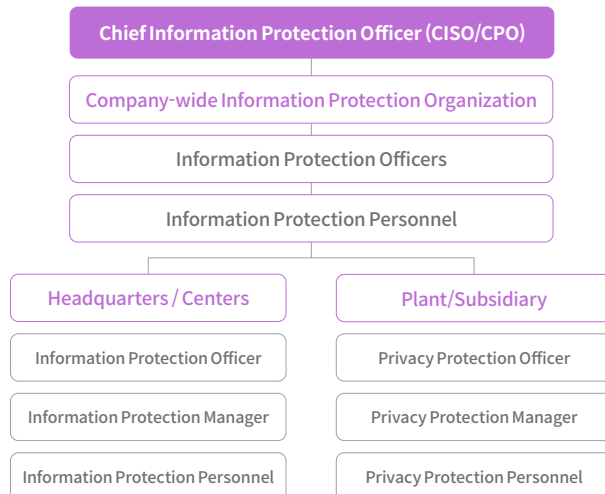 Chief Information Protection Officer (CISO/CPO)
Company-wide Information Protection Organization
Information Protection Officers
Information Protection Personnel
Headquarters / Centers
Information Protection Officer
Information Protection Manager
Information Protection Personnel
Plant/Subsidiary
Privacy Protection Officer
Privacy Protection Manager
Privacy Protection Personnel